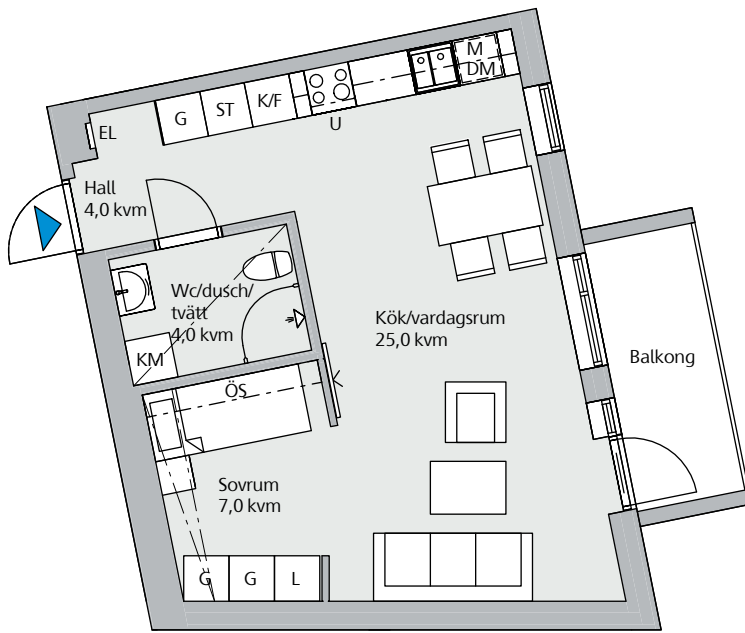 M
DM
K/F
ST
G
U
EL
Hall
4,0 kvm
Wc/dusch/
tvätt
4,0 kvm
KM
Kök/vardagsrum
25,0 kvm
Balkong
ÖS
Sovrum
7,0 kvm
G
G
L